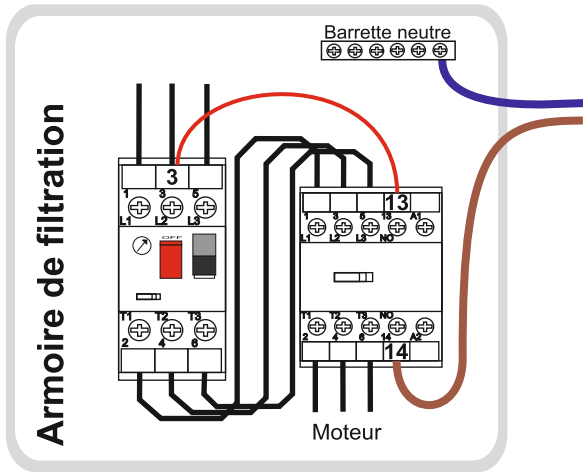 Barrette neutre
Armoire de filtration
3
1 3 5
L1 L2 L3
OFF
T1 T2 T3
2 4 6
13
1 3 5 13 A1
L1 L2 L3 NO
T1 T2 T3 NO
2 4 6 14 A2
14
Moteur